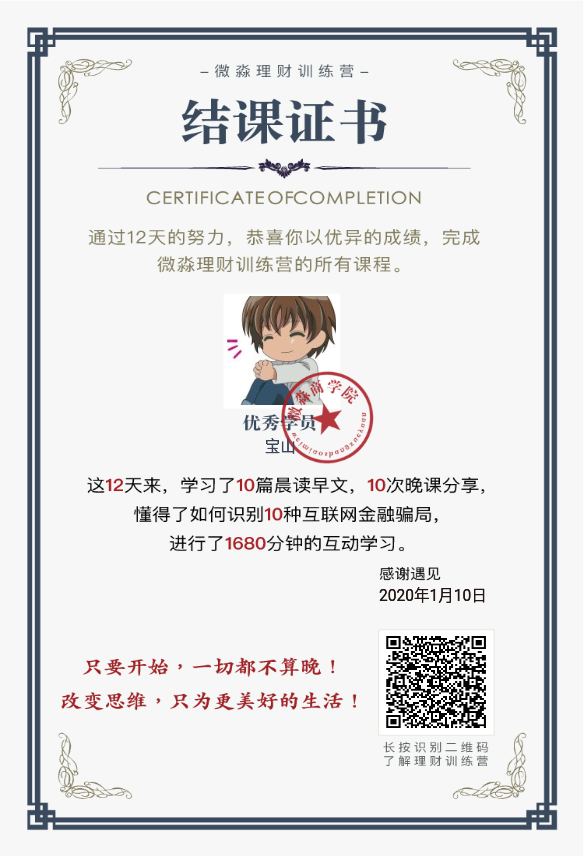 –微淼理财训练营–
结课证书
CERTIFICATE OF COMPLETION
通过12天的努力，恭喜你以优异的成绩，完成
微淼理财训练营的所有课程。
微淼商学院
weimiaoshangxueyuan
优秀学员
宝山
这12天来，学习了10篇晨读早文，10次晚课分享，
懂得了如何识别10种互联网金融骗局，
进行了1680分钟的互动学习。
感谢遇见
2020年1月10日
只要开始，一切都不算晚！
改变思维，只为更美好的生活！
长按识别二维码
了解理财训练营